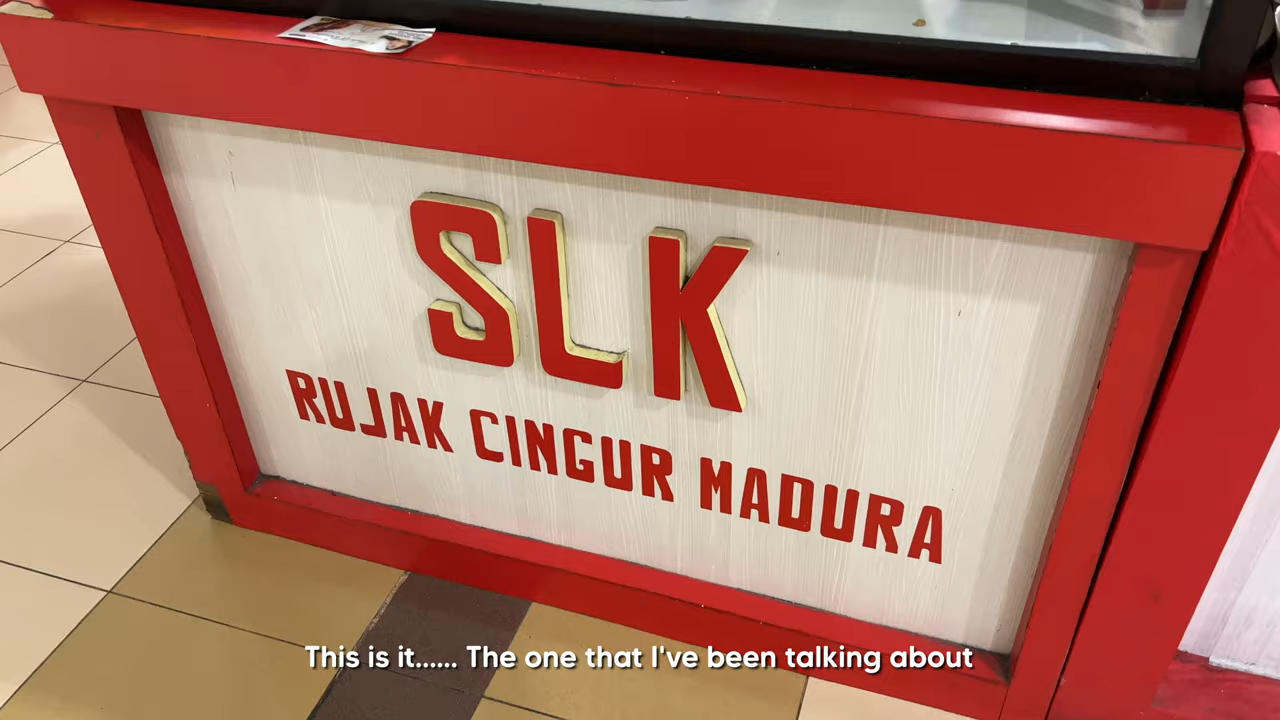 SLK
RUJAK CINGUR MADURA
This is it...... The one that I've been talking about